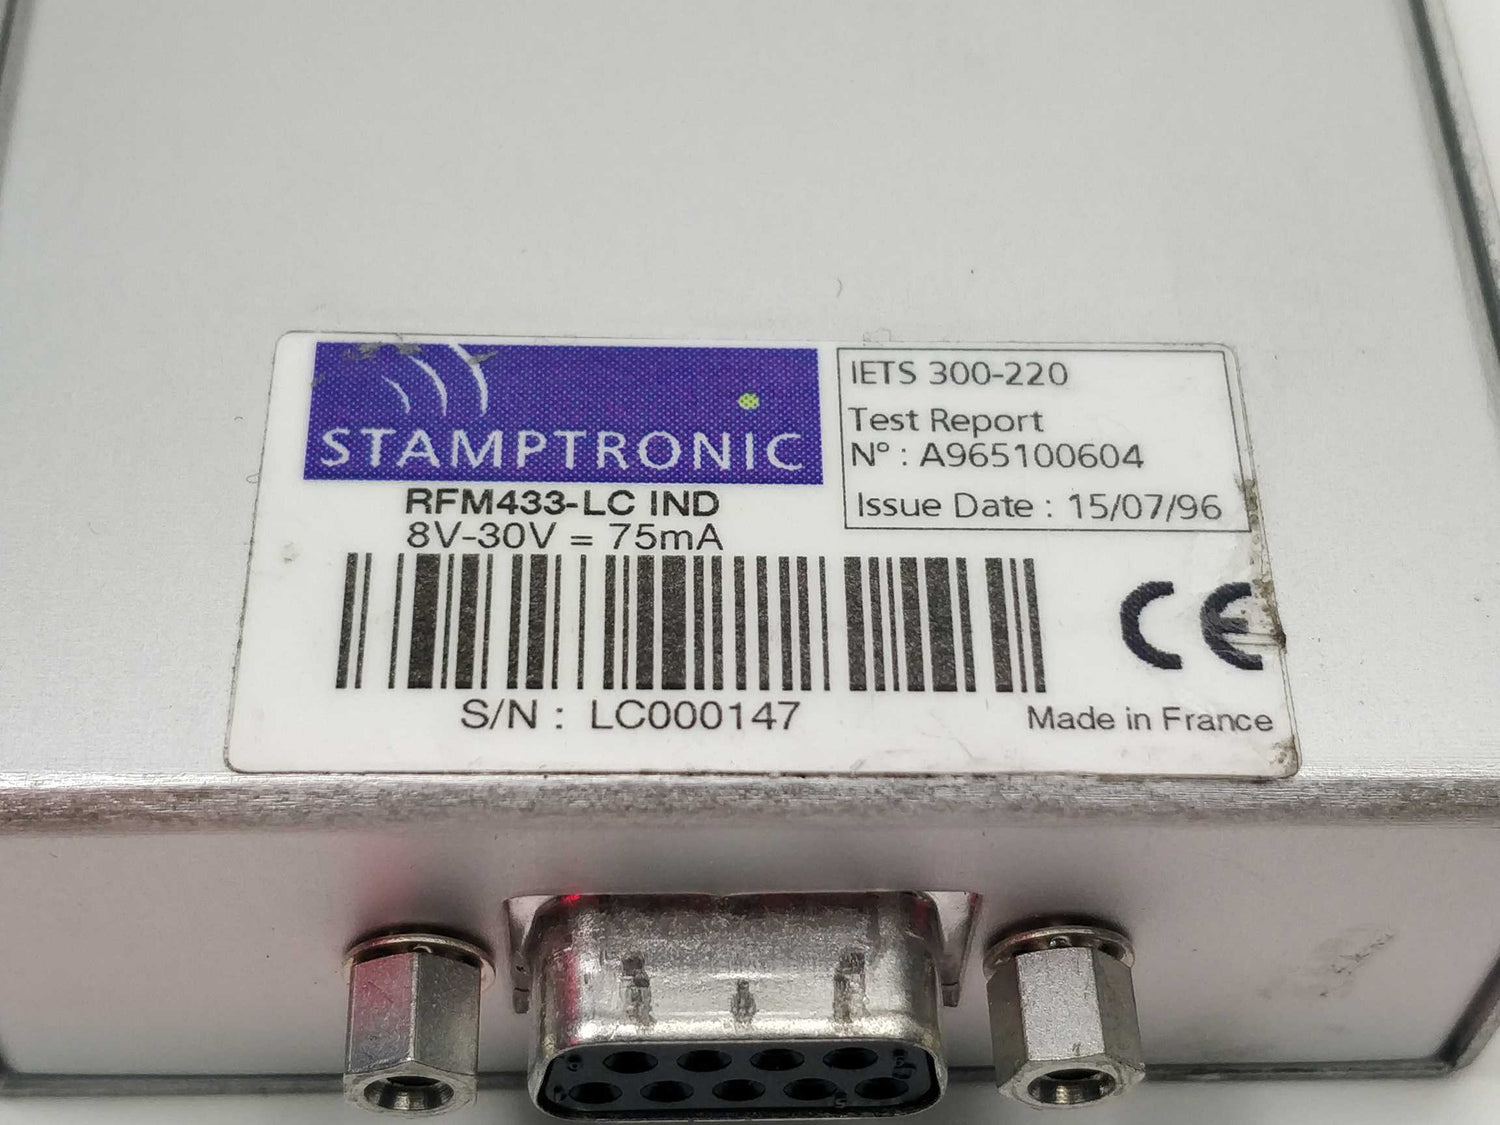 STAMPTRONIC
RFM433-LC IND
8V-30V = 75mA
S/N : LC000147
IETS 300-220
Test Report
N° : A965100604
Issue Date : 15/07/96
CE
Made in France